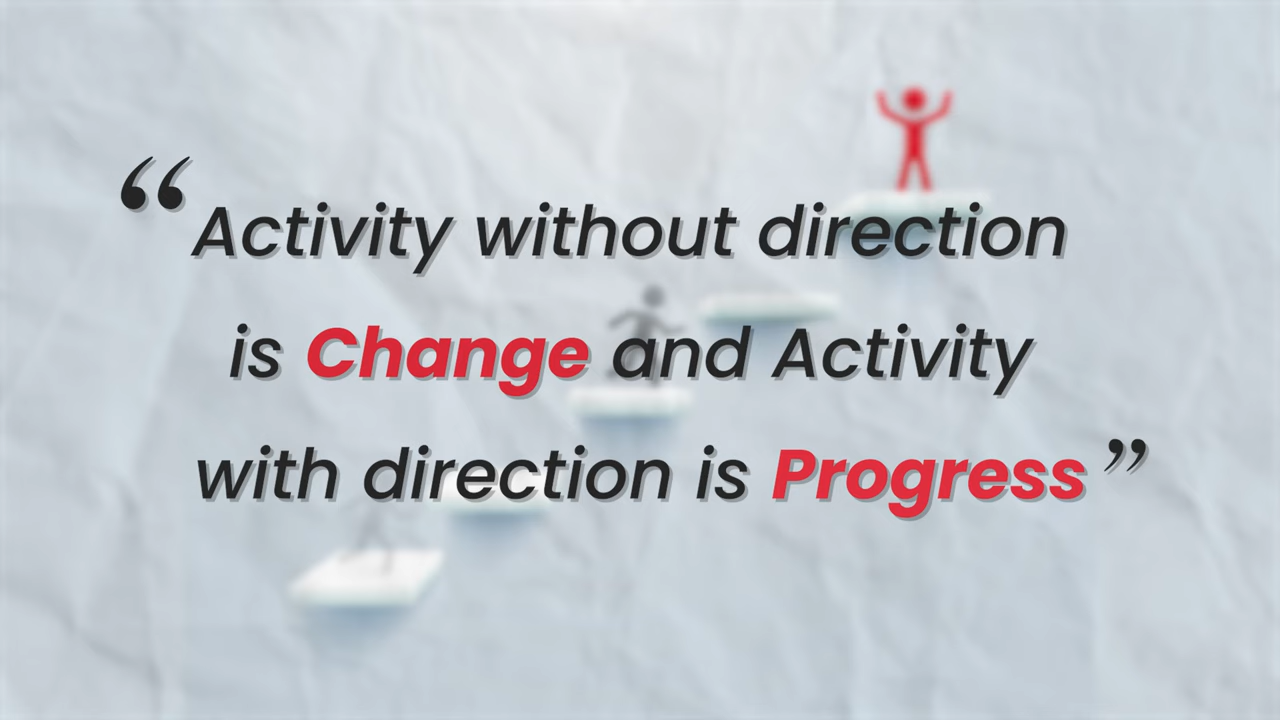 “Activity without direction
is Change and Activity
with direction is Progress”